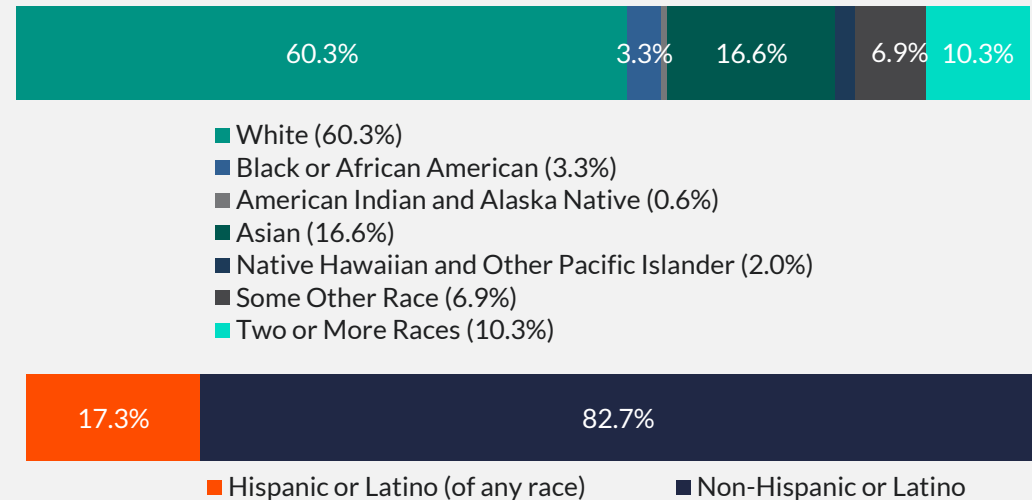 60.3% 3.3% 16.6% 6.9% 10.3%
White (60.3%)
Black or African American (3.3%)
American Indian and Alaska Native (0.6%)
Asian (16.6%)
Native Hawaiian and Other Pacific Islander (2.0%)
Some Other Race (6.9%)
Two or More Races (10.3%)
17.3% 82.7%
Hispanic or Latino (of any race) Non-Hispanic or Latino